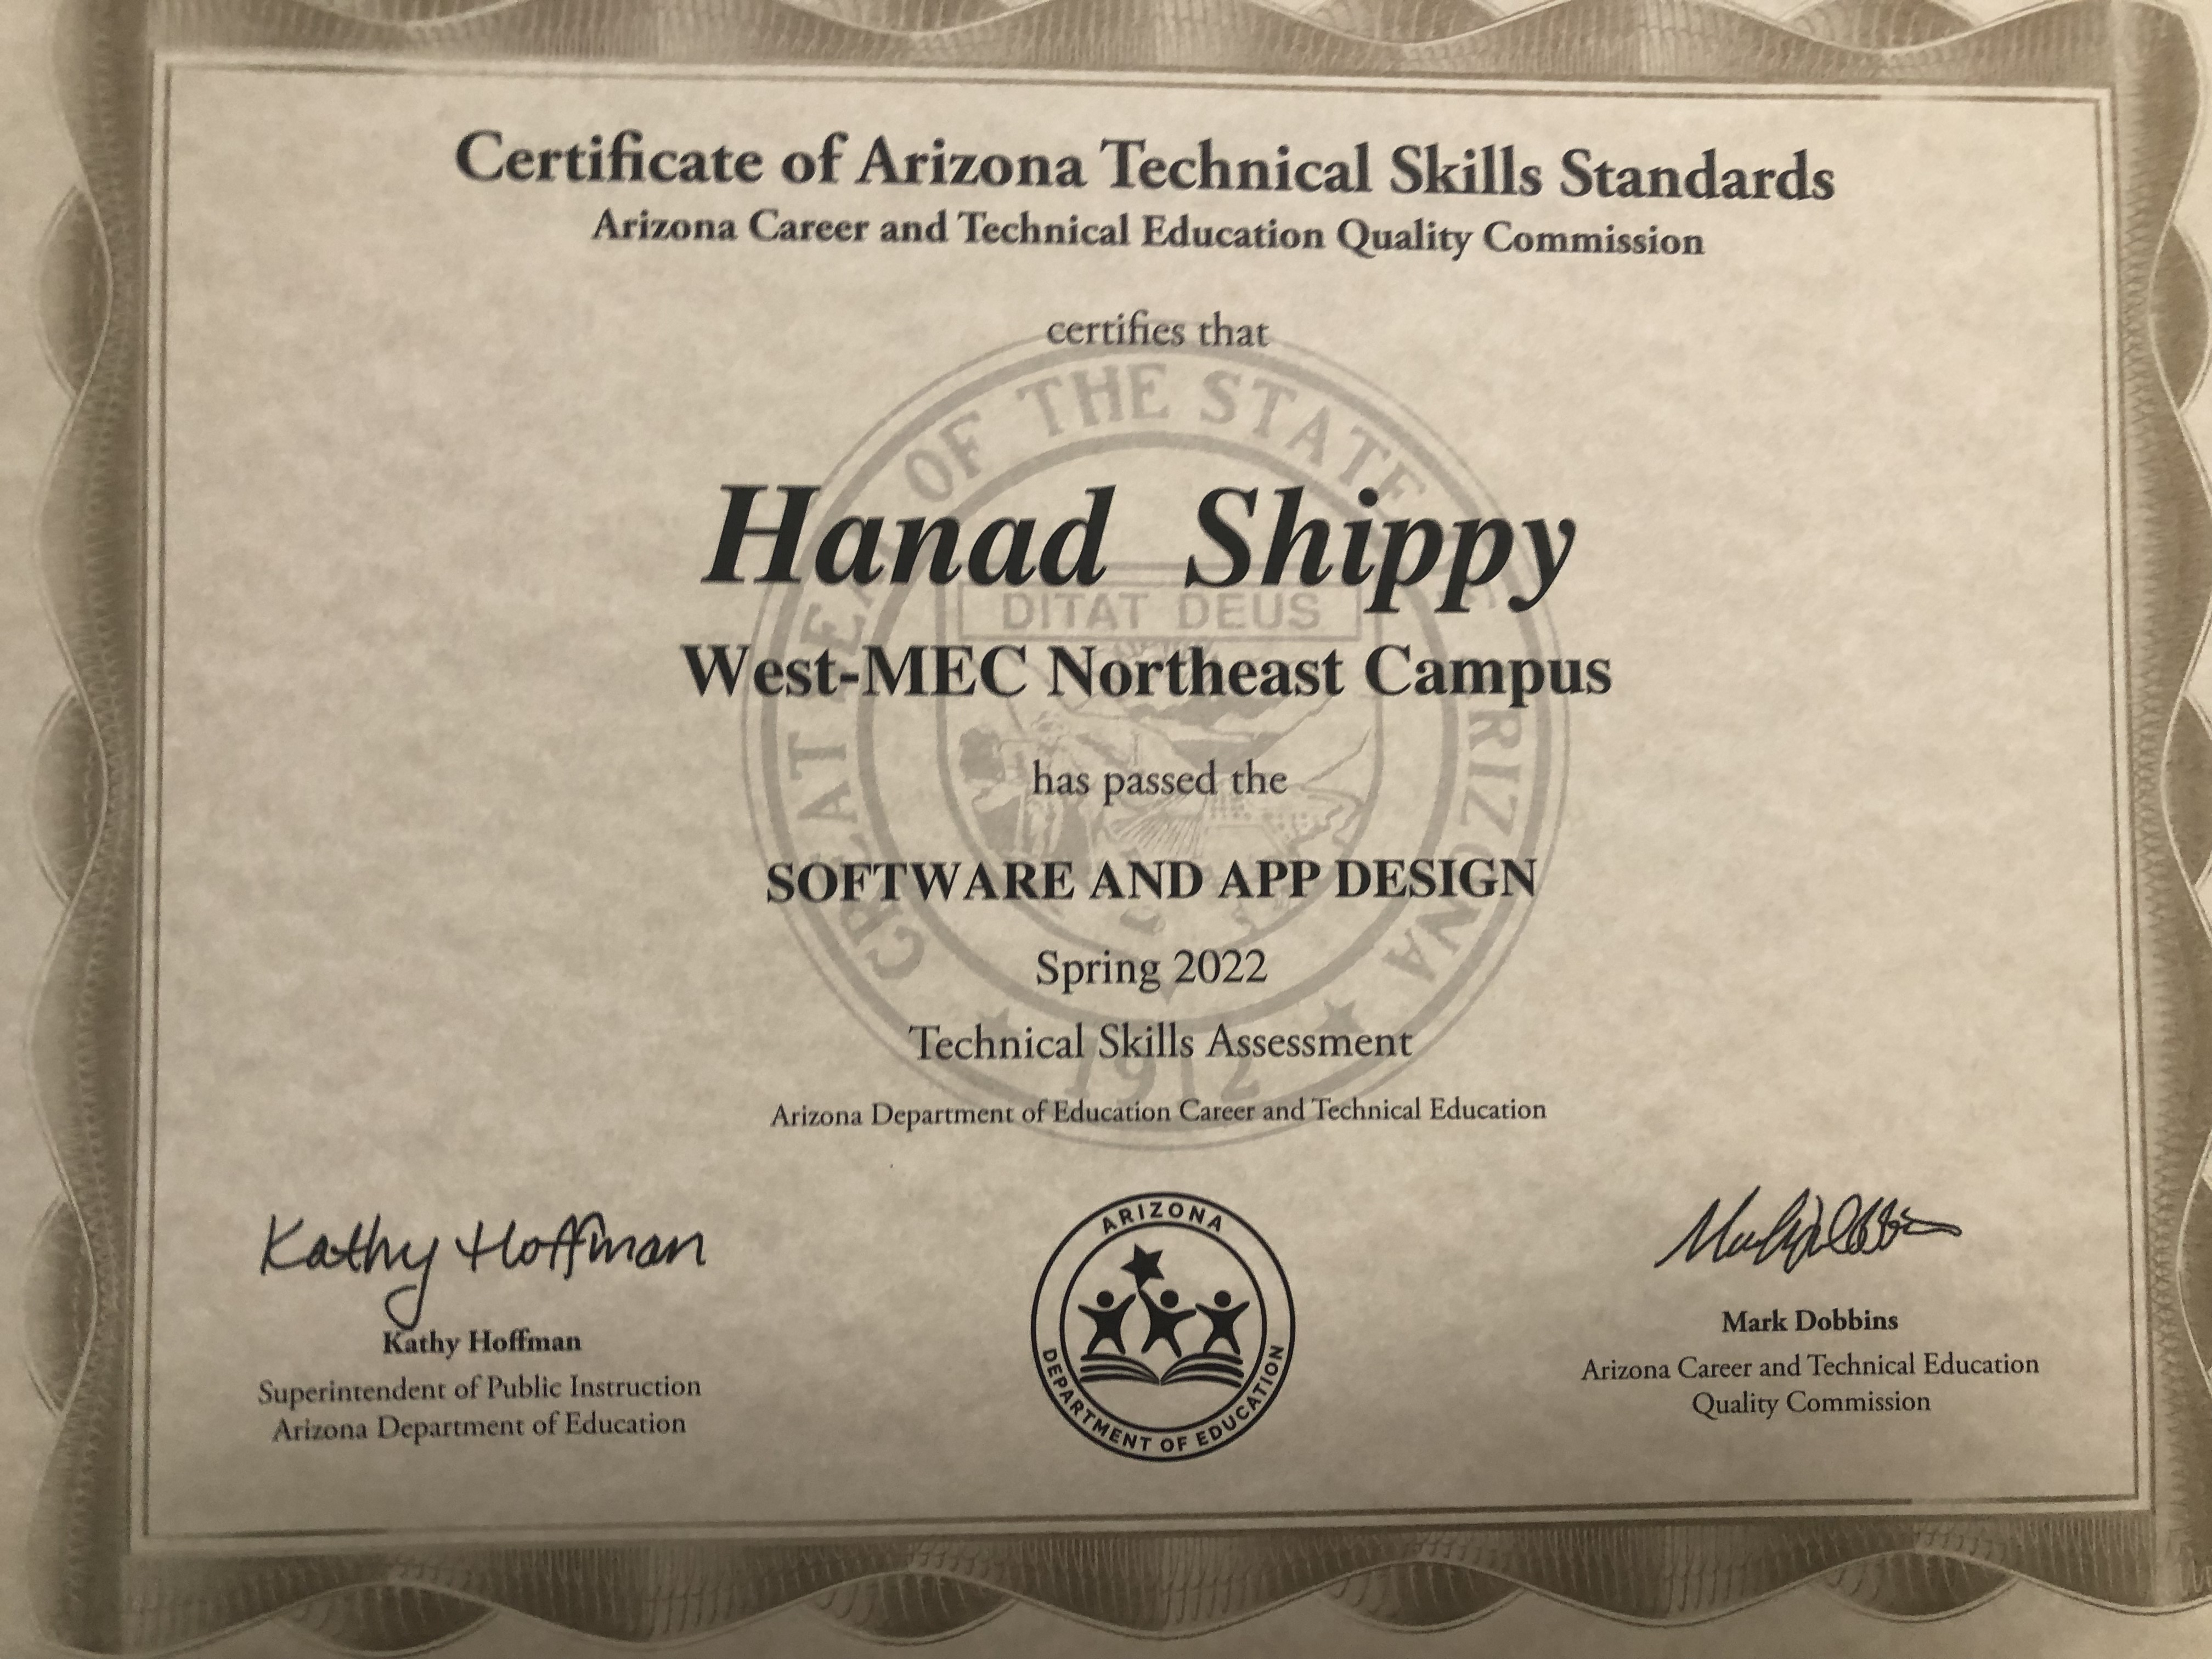 Certificate of Arizona Technical Skills Standards
Arizona Career and Technical Education Quality Commission
certifies that
GREAT SEAL OF THE STATE OF ARIZONA
Hanad Shippy
DITAT DEUS
West-MEC Northeast Campus
has passed the
SOFTWARE AND APP DESIGN
Spring 2022
Technical Skills Assessment
1912
Arizona Department of Education Career and Technical Education
Kathy Hoffman
Kathy Hoffman
Superintendent of Public Instruction
Arizona Department of Education
ARIZONA
DEPARTMENT OF EDUCATION
Mark Dobbins
Arizona Career and Technical Education
Quality Commission